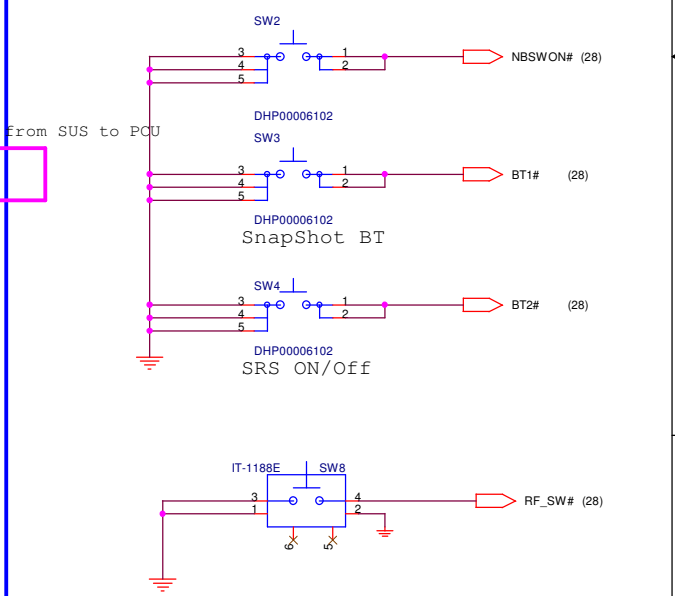 SW2
3 1 NBSWON# (28)
4 2
5
DHP00006102
from SUS to PCU
SW3
3 1 BT1# (28)
4 2
5
DHP00006102
SnapShot BT
SW4
3 1 BT2# (28)
4 2
5
DHP00006102
SRS ON/Off
IT-1188E SW8
3 4 RF_SW# (28)
1 2
6 5